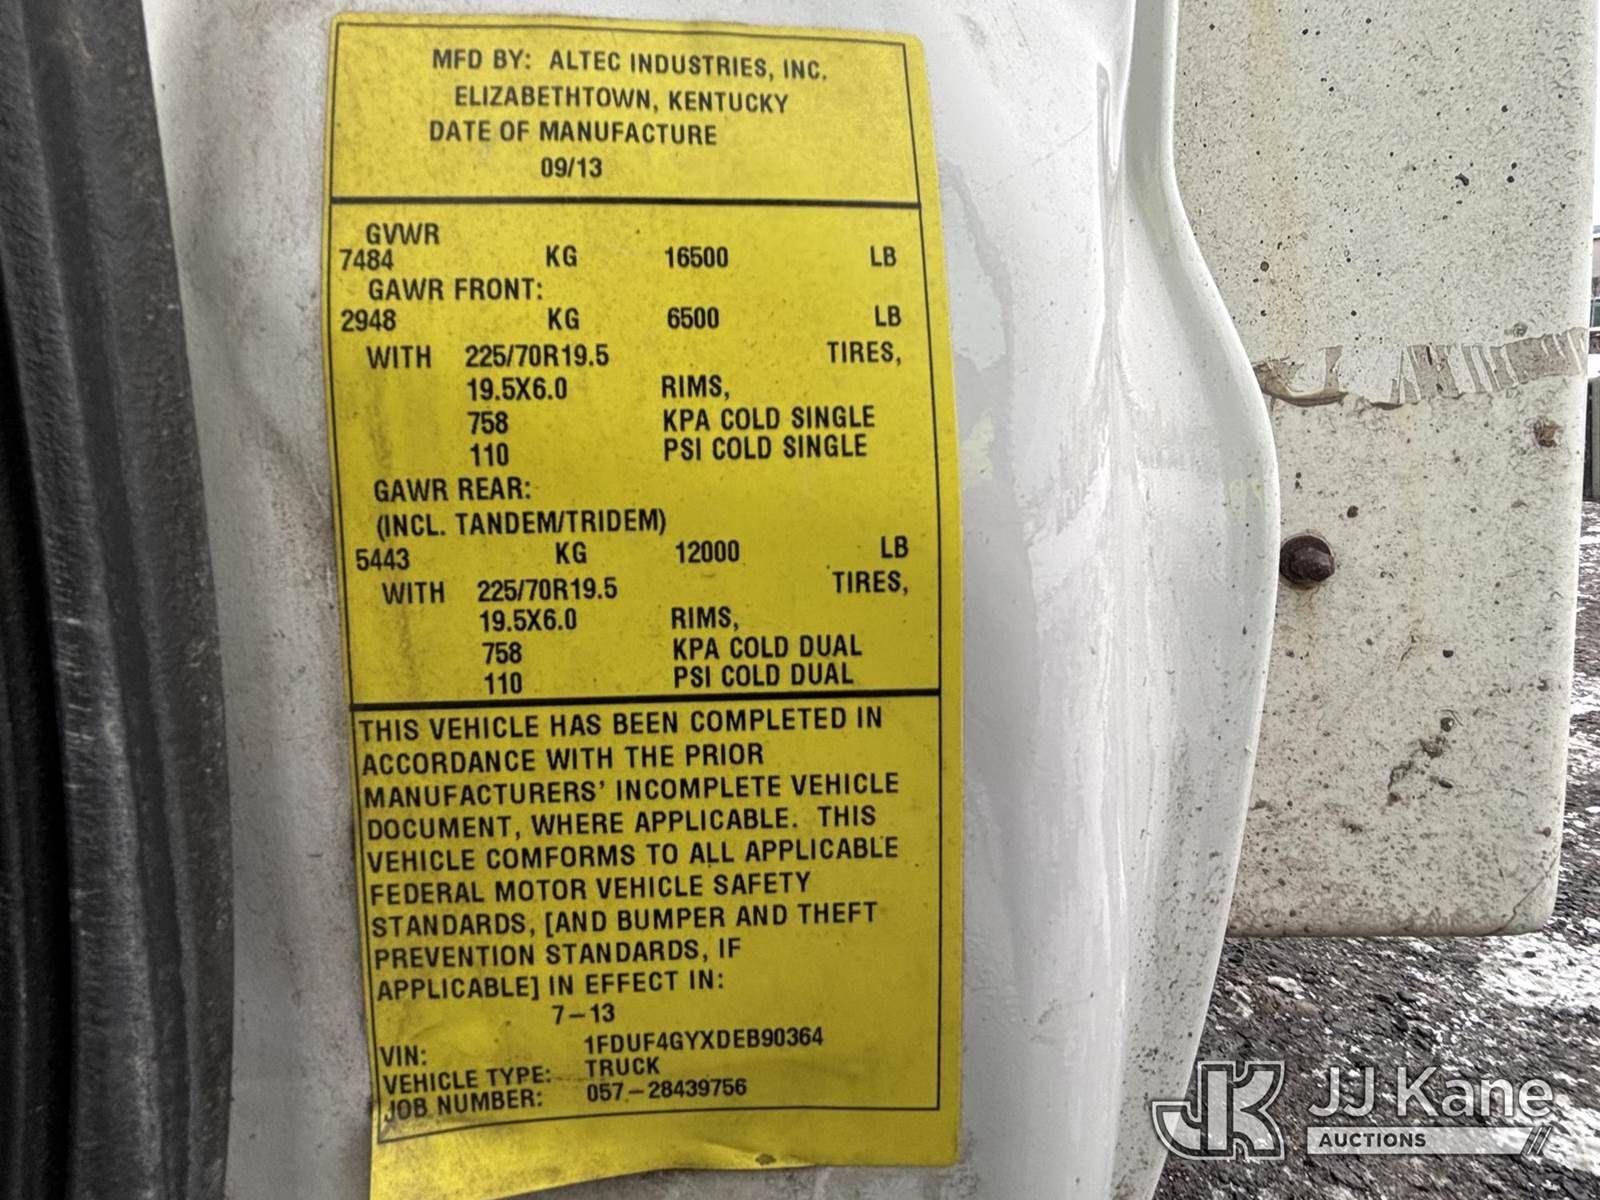 MFD BY: ALTEC INDUSTRIES, INC.
ELIZABETHTOWN, KENTUCKY
DATE OF MANUFACTURE
09/13
GVWR
7484 KG 16500 LB
GAWR FRONT:
2948 KG 6500 LB
WITH 225/70R19.5 TIRES,
19.5X6.0 RIMS,
758 KPA COLD SINGLE
110 PSI COLD SINGLE
GAWR REAR:
(INCL. TANDEM/TRIDEM)
5443 KG 12000 LB
WITH 225/70R19.5 TIRES,
19.5X6.0 RIMS,
758 KPA COLD DUAL
110 PSI COLD DUAL
THIS VEHICLE HAS BEEN COMPLETED IN
ACCORDANCE WITH THE PRIOR
MANUFACTURERS' INCOMPLETE VEHICLE
DOCUMENT, WHERE APPLICABLE. THIS
VEHICLE COMFORMS TO ALL APPLICABLE
FEDERAL MOTOR VEHICLE SAFETY
STANDARDS, [AND BUMPER AND THEFT
PREVENTION STANDARDS, IF
APPLICABLE] IN EFFECT IN:
7-13
VIN: 1FDUF4GYXDEB90364
VEHICLE TYPE: TRUCK
JOB NUMBER: 057-28439756
JK JJ Kane
AUCTIONS